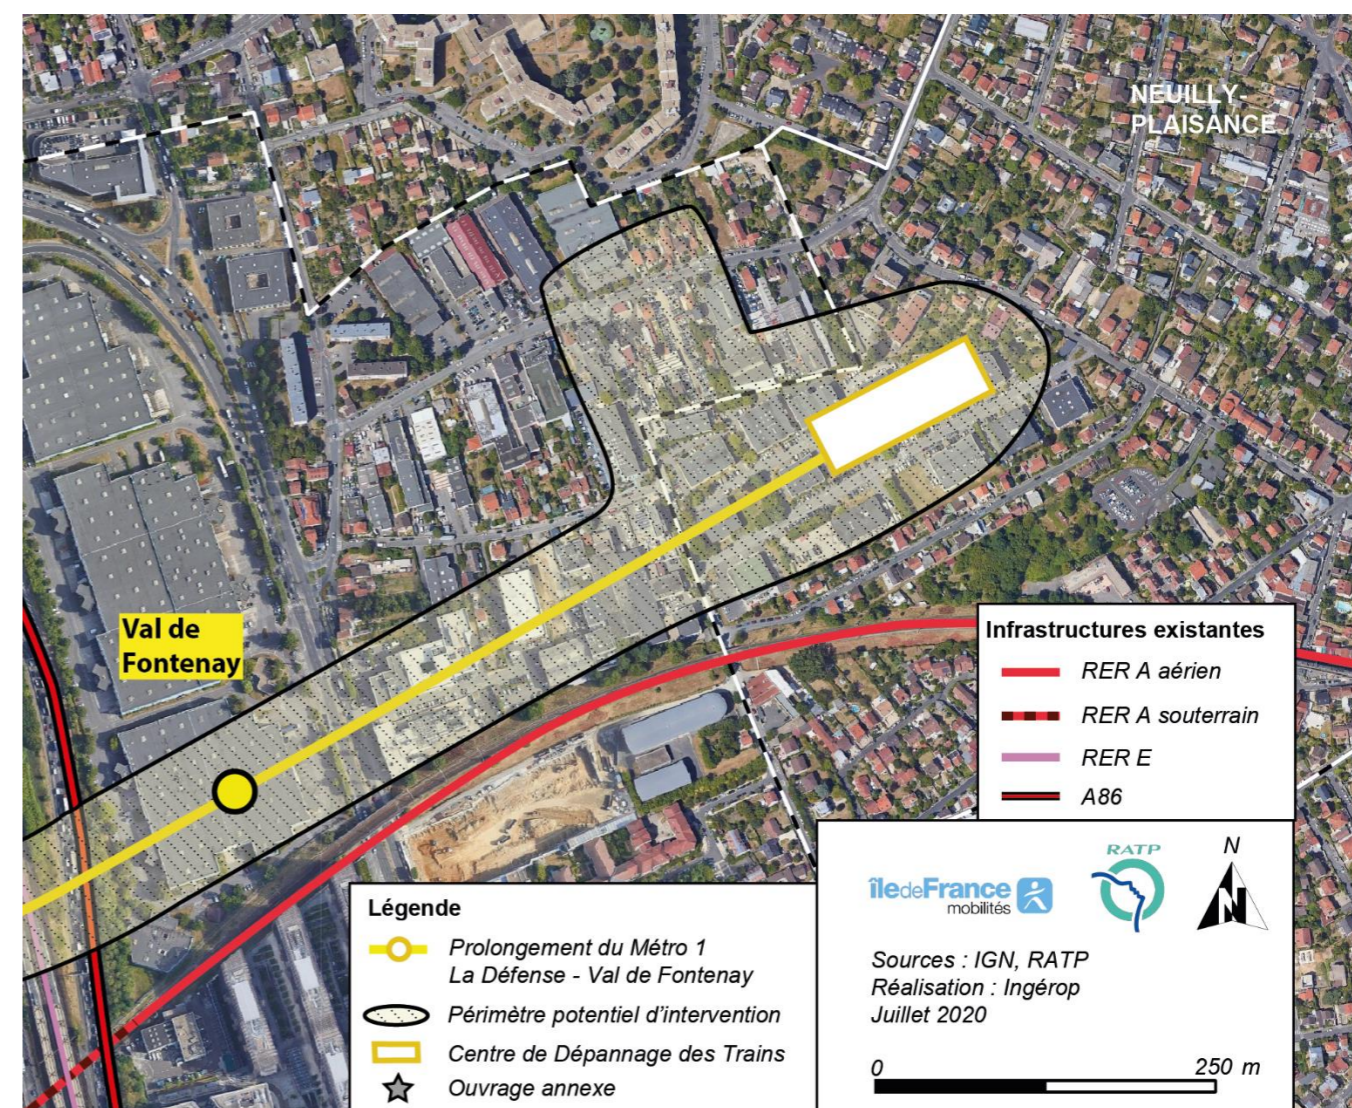 NEUILLY-
PLAISANCE
Val de
Fontenay
Infrastructures existantes
RER A aérien
RER A souterrain
RER E
A86
Légende
Prolongement du Métro 1
La Défense - Val de Fontenay
Périmètre potentiel d'intervention
Centre de Dépannage des Trains
Ouvrage annexe
îledeFrance
mobilités
RATP
N
N
Sources : IGN, RATP
Réalisation : Ingérop
Juillet 2020
0 250 m